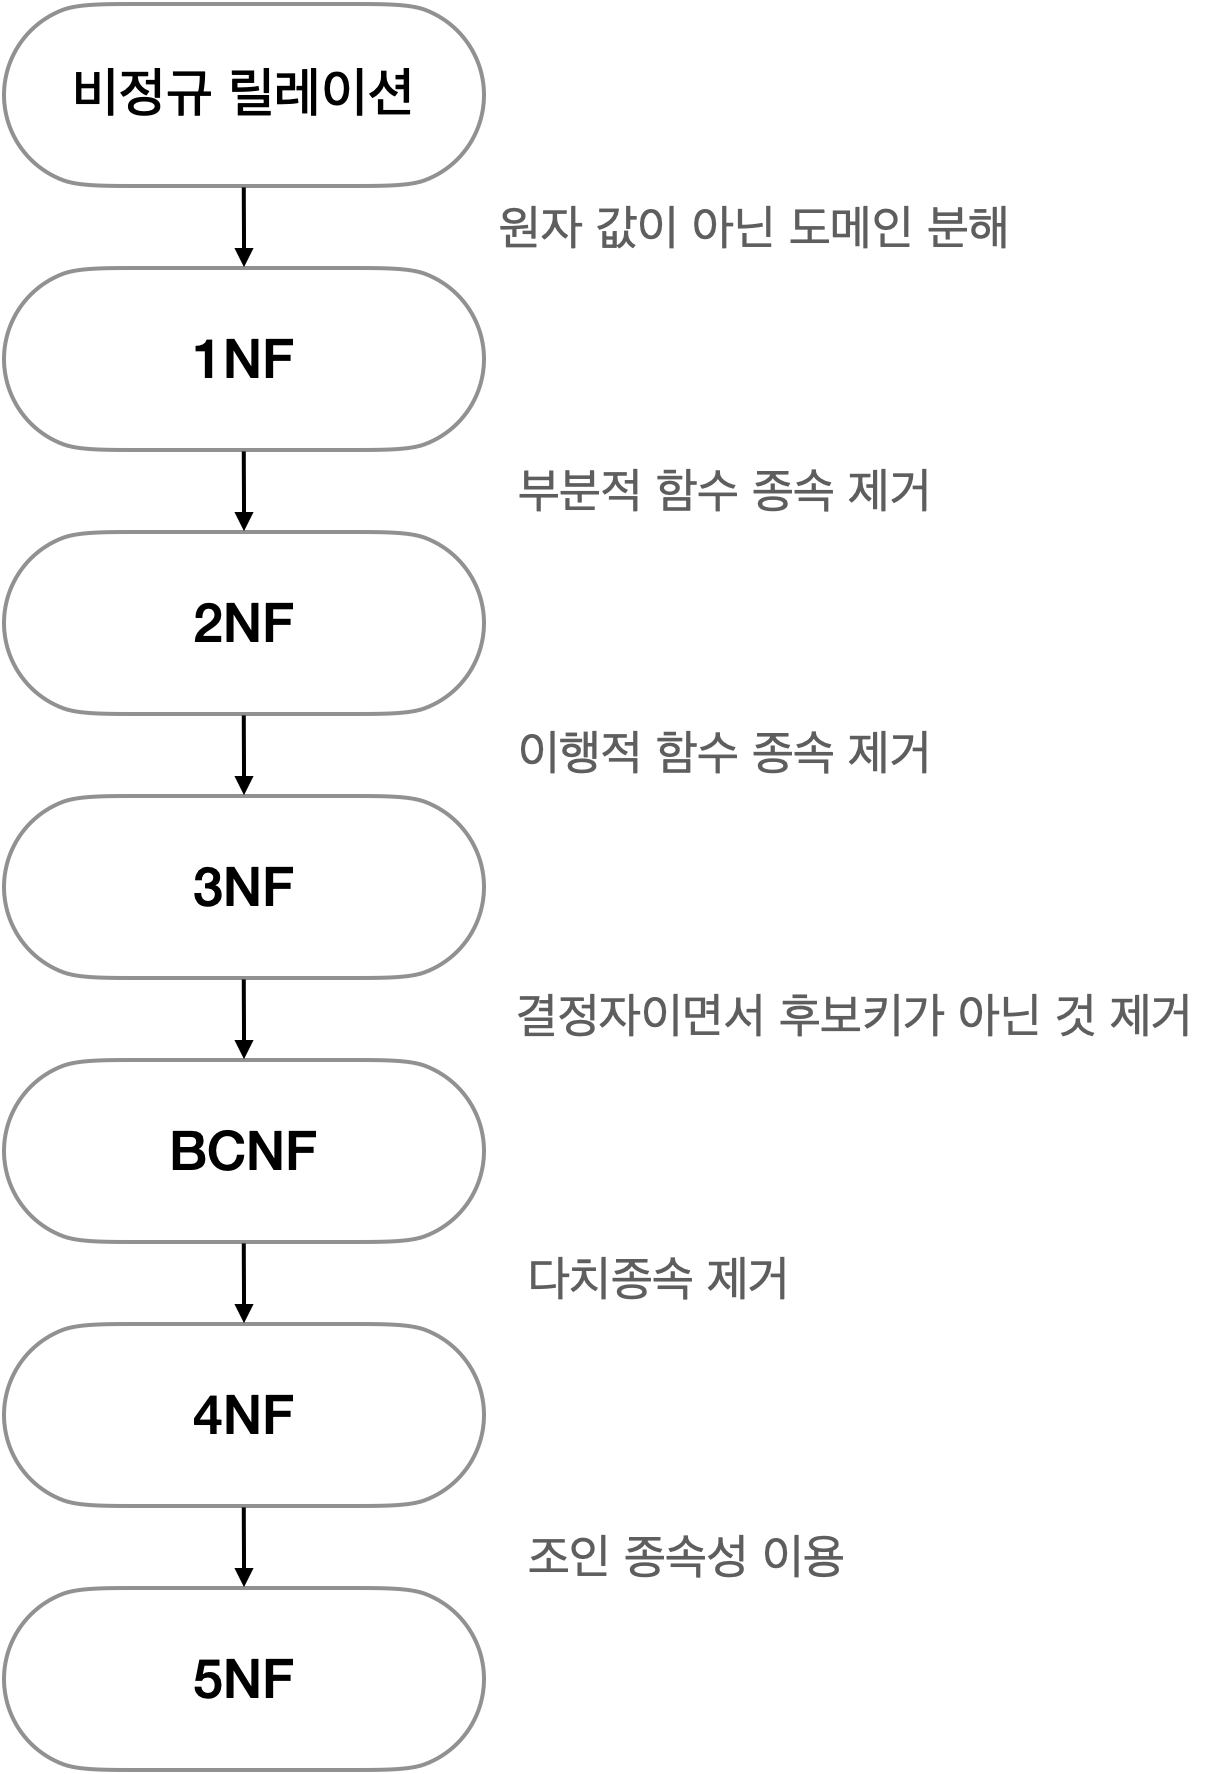 비정규 릴레이션
원자 값이 아닌 도메인 분해
1NF
부분적 함수 종속 제거
2NF
이행적 함수 종속 제거
3NF
결정자이면서 후보키가 아닌 것 제거
BCNF
다치종속 제거
4NF
조인 종속성 이용
5NF